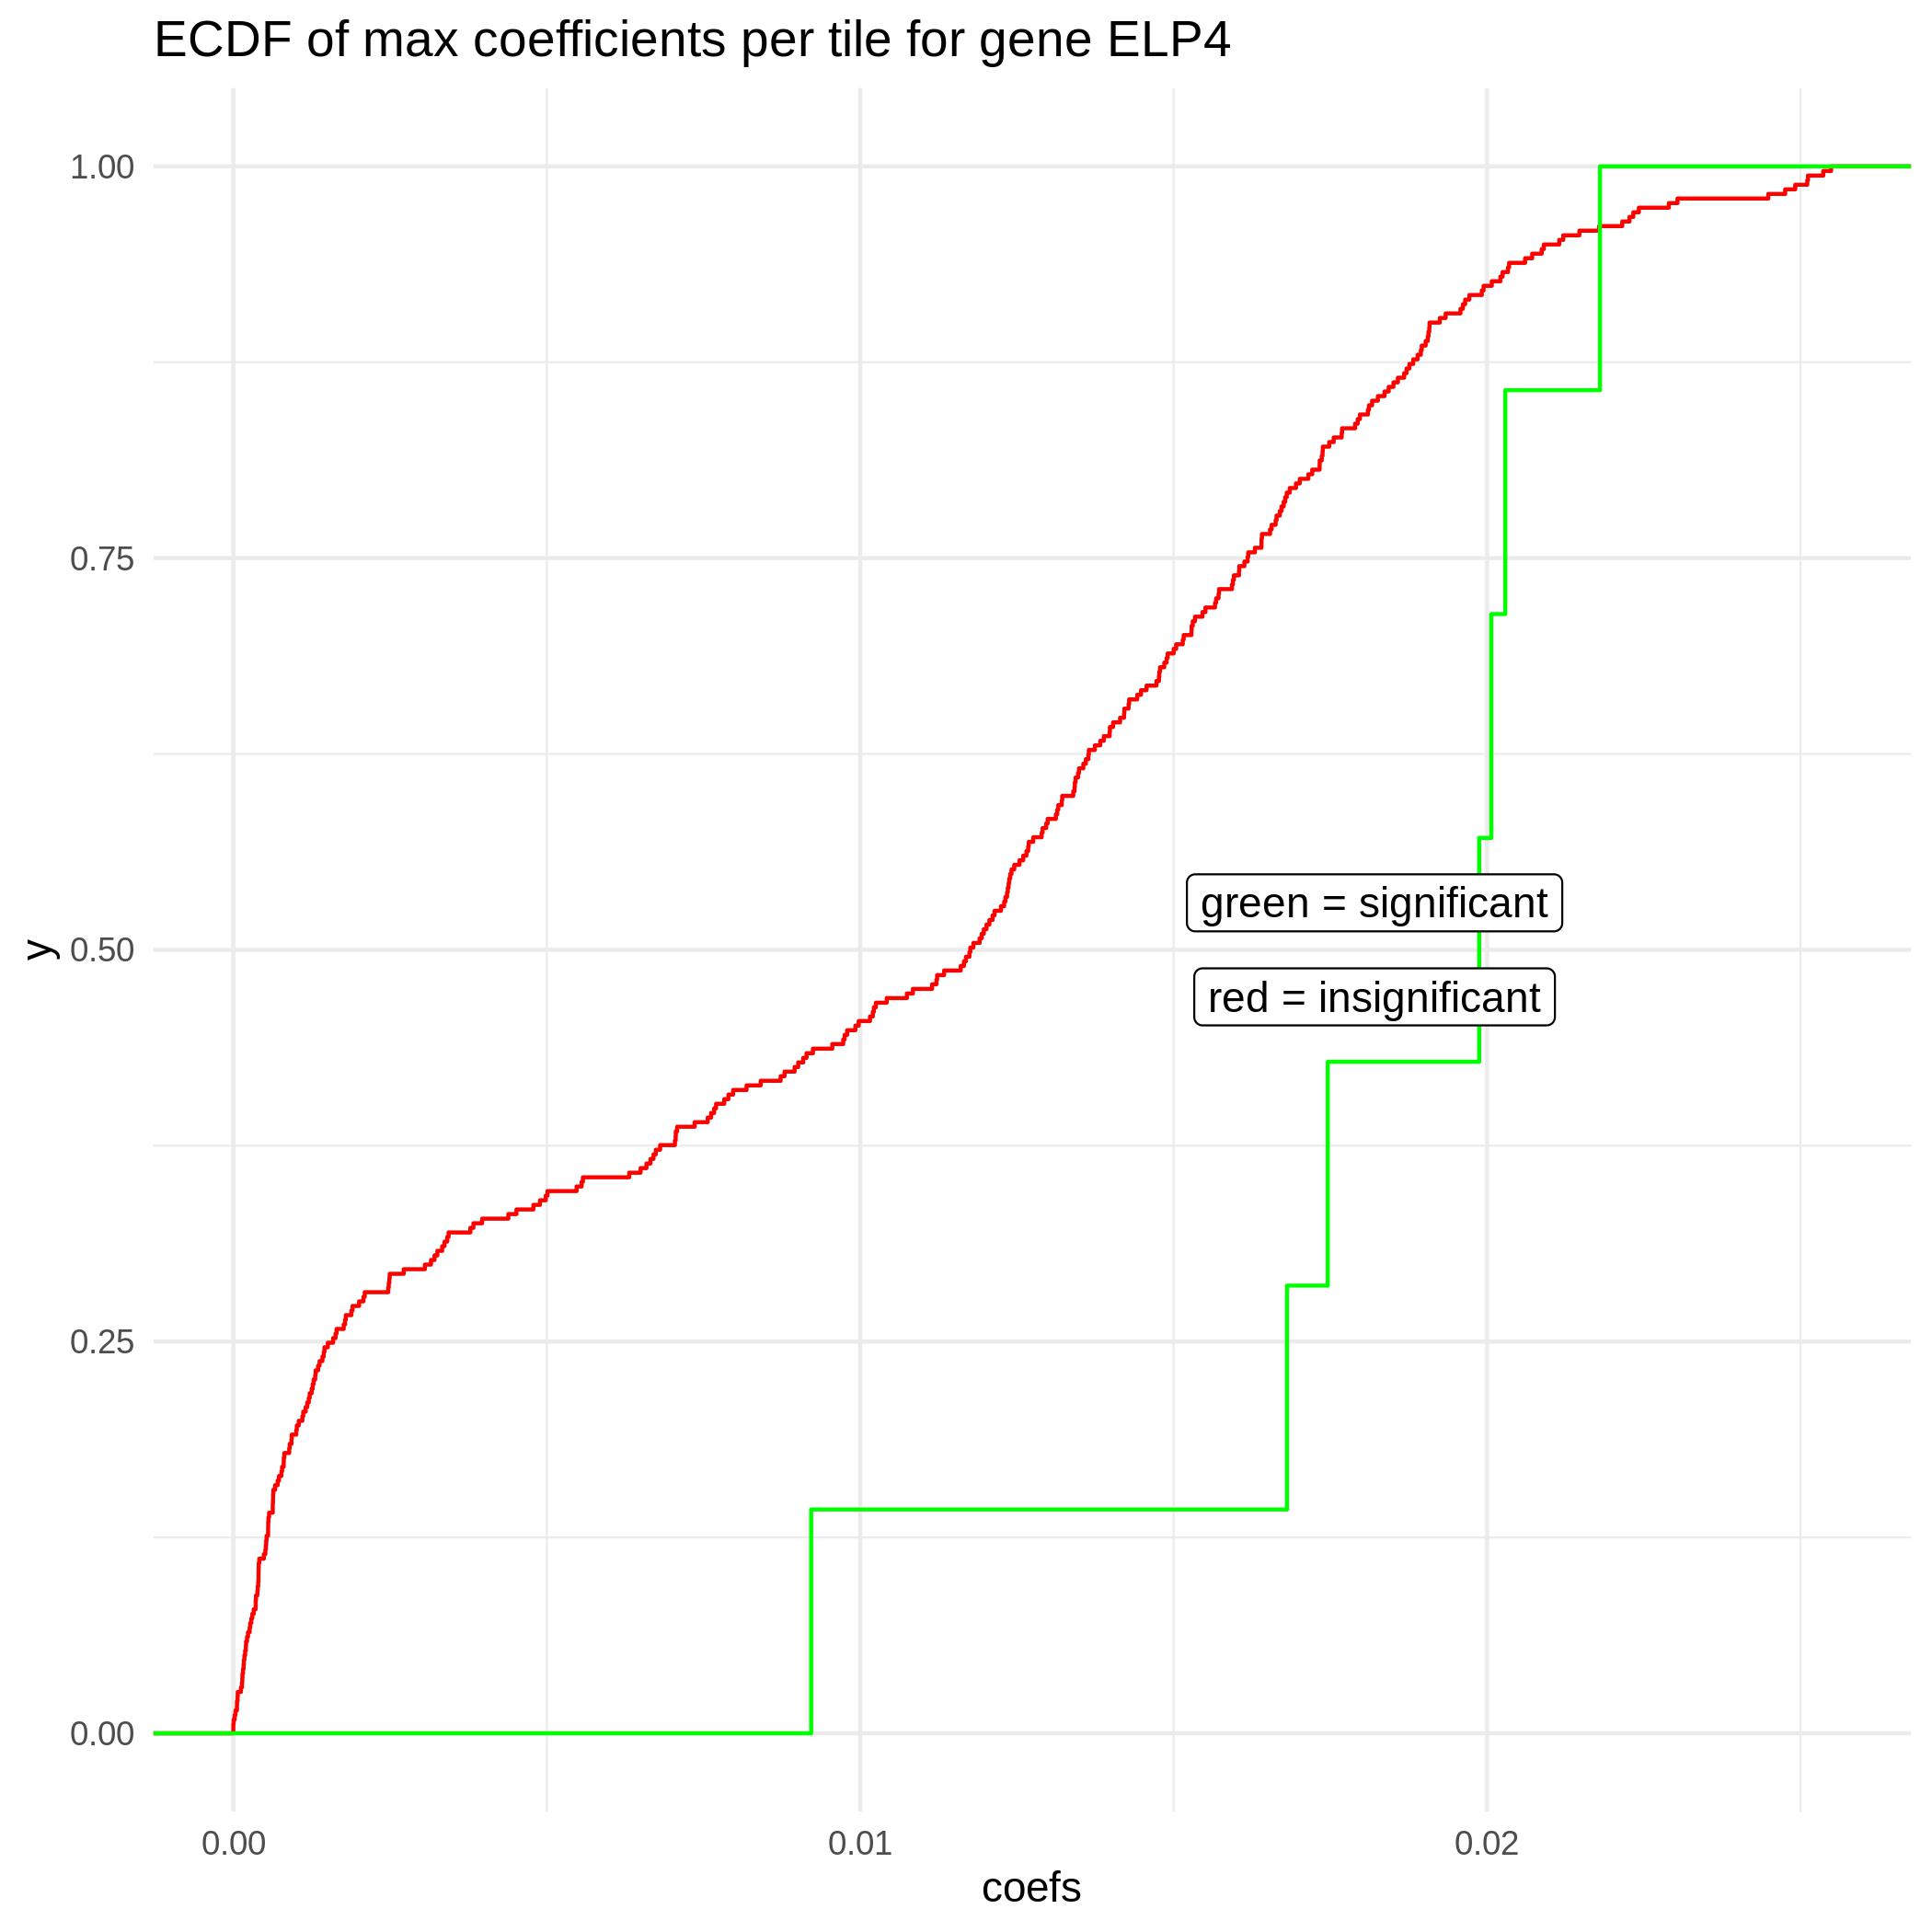 ECDF of max coefficients per tile for gene ELP4
1.00
0.75
0.50
0.25
0.00
y
green = significant
red = insignificant
0.00
0.01
0.02
coefs